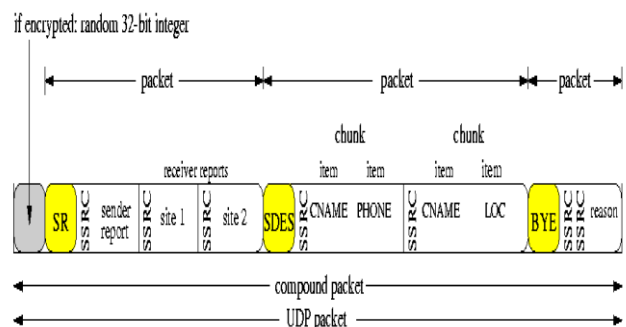 if encrypted: random 32-bit integer
packet packet packet
chunk chunk
receiver reports item item item item
SR SSRC sender report SSRC site 1 SSRC site 2 SDES SSRC CNAME PHONE SSRC CNAME LOC BYE SSRC SSRC reason
compound packet
UDP packet